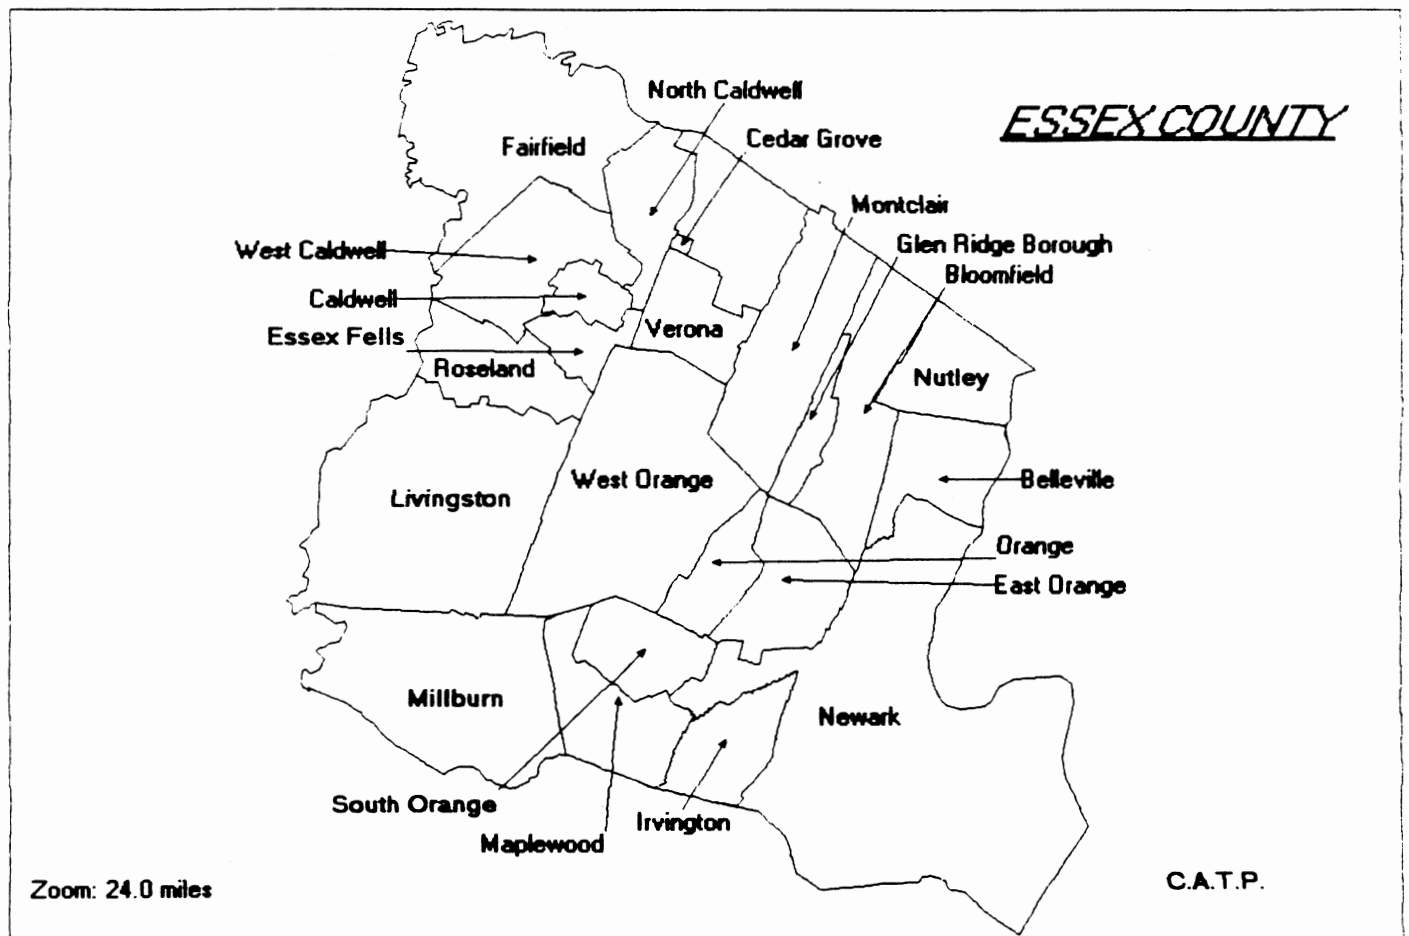 North Caldwell
ESSEX COUNTY
Cedar Grove
Fairfield
Montclair
Glen Ridge Borough
West Caldwell
Bloomfield
Caldwell
Verona
Essex Fells
Roseland
Nutley
West Orange
Belleville
Livingston
Orange
East Orange
Millburn
Newark
South Orange
Irvington
Maplewood
Zoom: 24.0 miles
C.A.T.P.